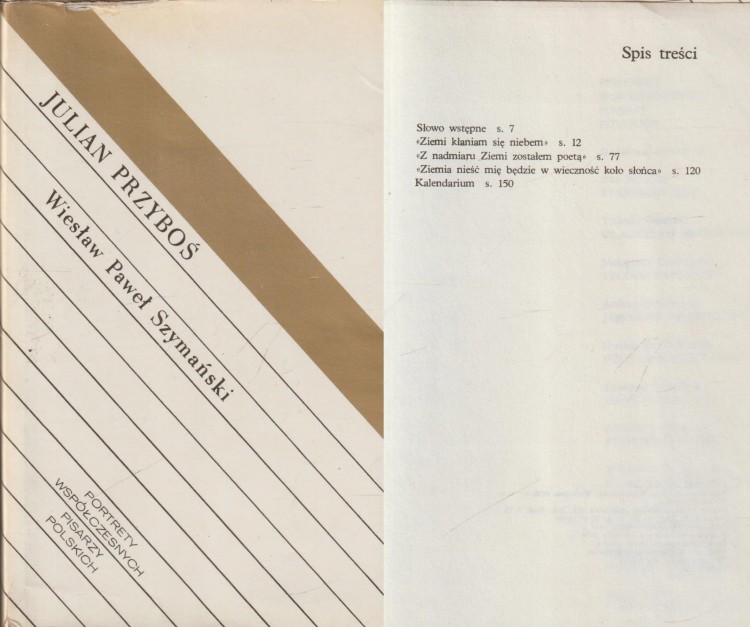 JULIAN PRZYBOŚ
Wiesław Paweł Szymański
PORTRETY
WSPÓŁCZESNYCH
PISARZY
POLSKICH
Spis treści
Słowo wstępne s. 7
«Ziemi kłaniam się niebem» s. 12
«Z nadmiaru Ziemi zostałem poetą» s. 77
«Ziemia nieść mię będzie w wieczność koło słońca» s. 120
Kalendarium s. 150